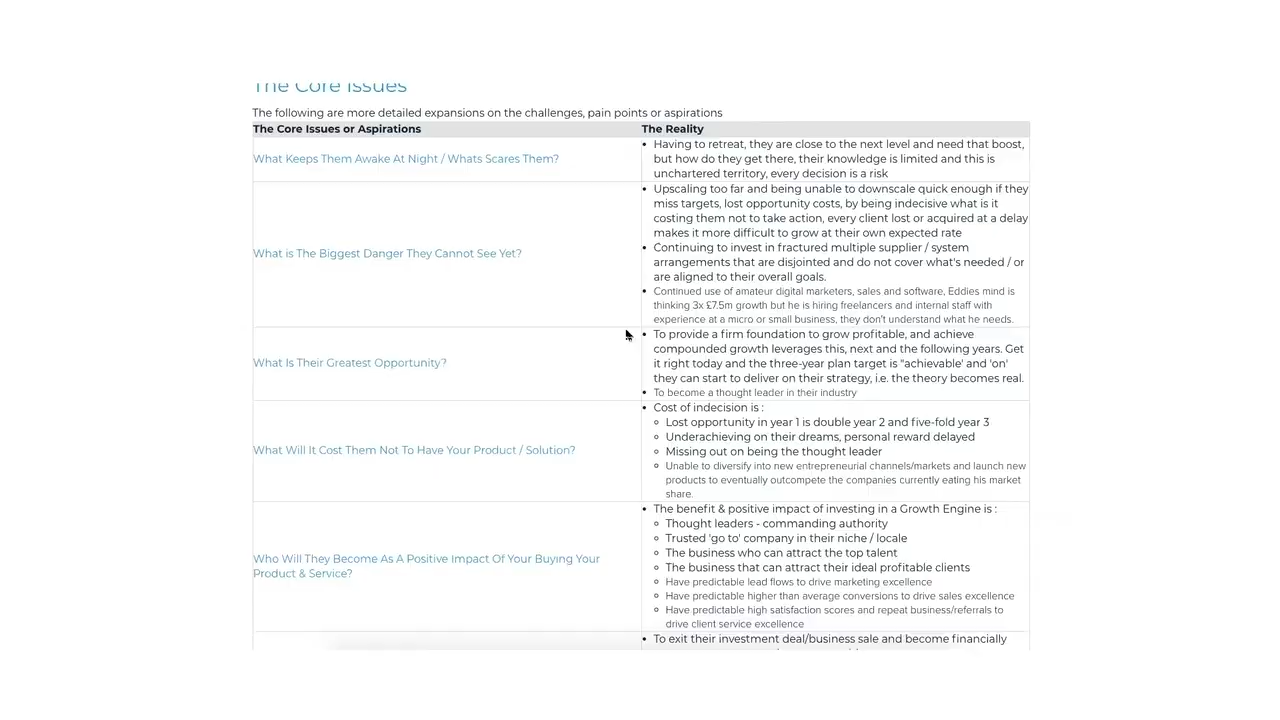 The Core Issues
The following are more detailed expansions on the challenges, pain points or aspirations
The Core Issues or Aspirations
The Reality
What Keeps Them Awake At Night / Whats Scares Them?
• Having to retreat, they are close to the next level and need that boost,
but how do they get there, their knowledge is limited and this is
unchartered territory, every decision is a risk
What is The Biggest Danger They Cannot See Yet?
• Upscaling too far and being unable to downscale quick enough if they
miss targets, lost opportunity costs, by being indecisive what is it
costing them not to take action, every client lost or acquired at a delay
makes it more difficult to grow at their own expected rate
• Continuing to invest in fractured multiple supplier / system
arrangements that are disjointed and do not cover what's needed / or
are aligned to their overall goals.
• Continued use of amateur digital marketers, sales and software, Eddies mind is
thinking 3x £7.5m growth but he is hiring freelancers and internal staff with
experience at a micro or small business, they don't understand what he needs.
What Is Their Greatest Opportunity?
• To provide a firm foundation to grow profitable, and achieve
compounded growth leverages this, next and the following years. Get
it right today and the three-year plan target is "achievable' and 'on'
they can start to deliver on their strategy, i.e. the theory becomes real.
• To become a thought leader in their industry
What Will It Cost Them Not To Have Your Product / Solution?
• Cost of indecision is :
Lost opportunity in year 1 is double year 2 and five-fold year 3
Underachieving on their dreams, personal reward delayed
Missing out on being the thought leader
Unable to diversify into new entrepreneurial channels/markets and launch new
products to eventually outcompete the companies currently eating his market
share.
Who Will They Become As A Positive Impact Of Your Buying Your
Product & Service?
• The benefit & positive impact of investing in a Growth Engine is :
Thought leaders - commanding authority
Trusted 'go to' company in their niche / locale
The business who can attract the top talent
The business that can attract their ideal profitable clients
Have predictable lead flows to drive marketing excellence
Have predictable higher than average conversions to drive sales excellence
Have predictable high satisfaction scores and repeat business/referrals to
drive client service excellence
• To exit their investment deal/business sale and become financially